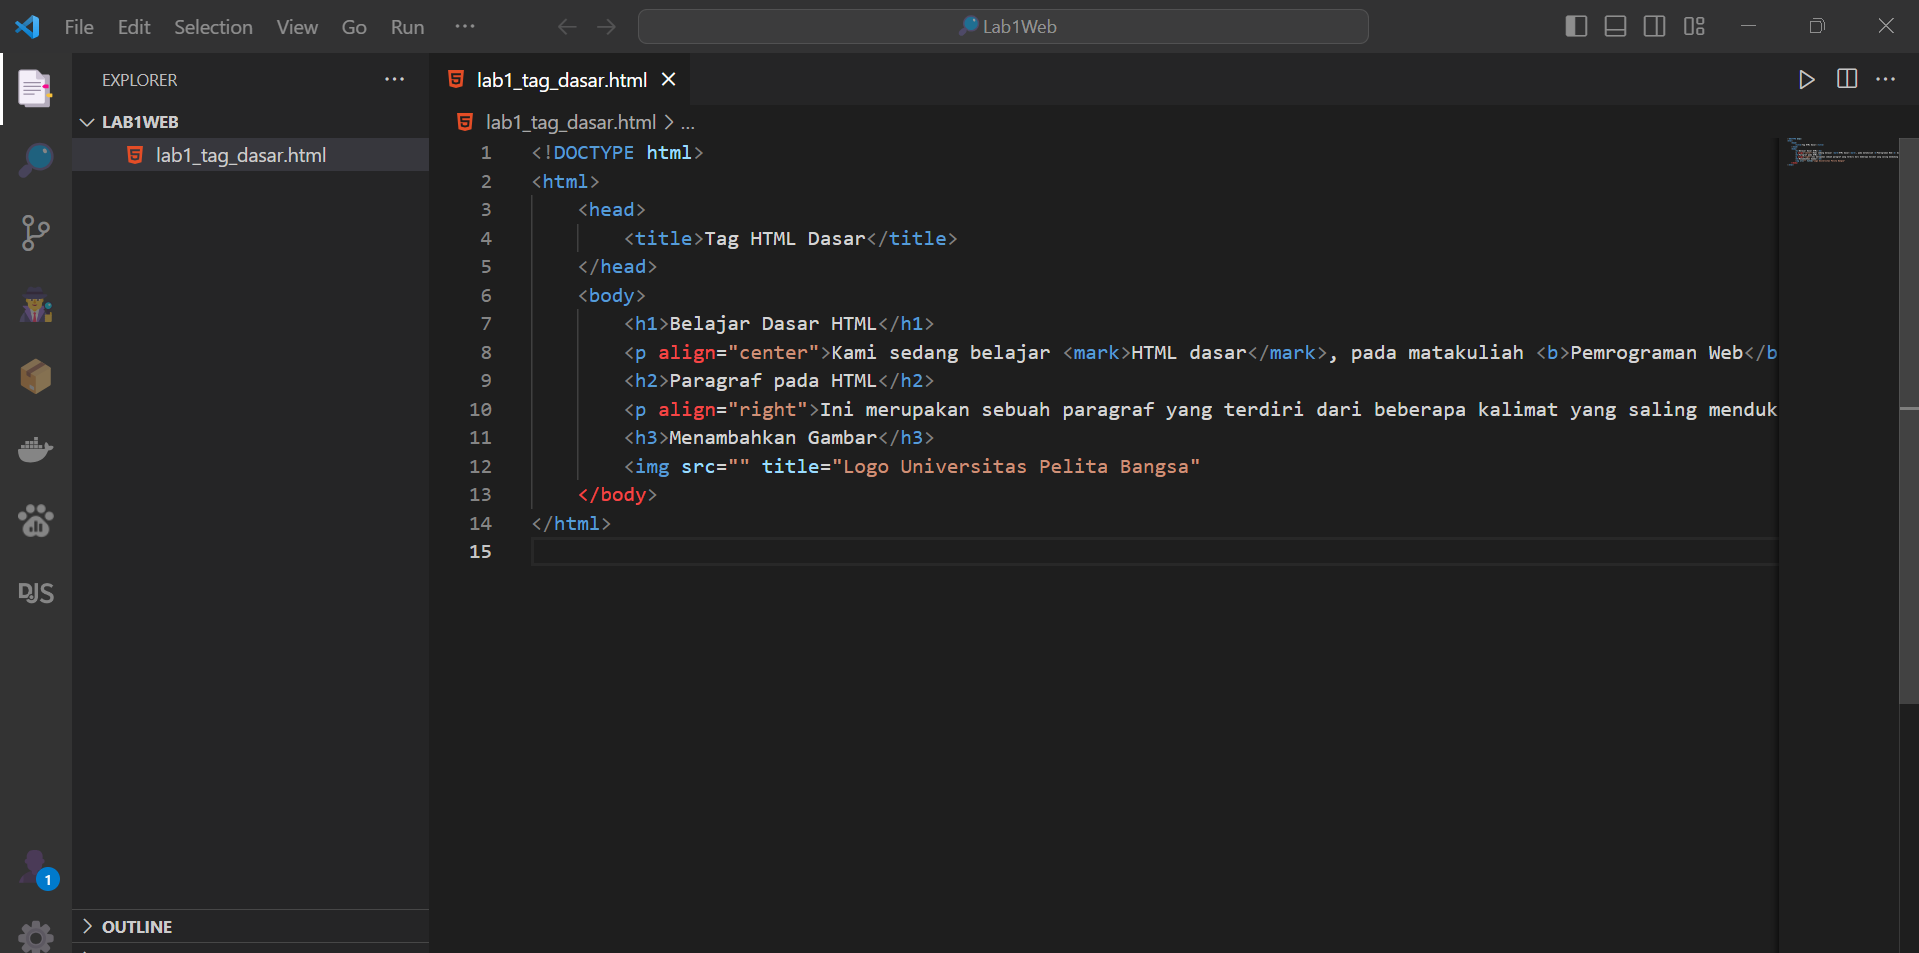 File Edit Selection View Go Run ... Lab1Web
EXPLORER ...
LAB1WEB
lab1_tag_dasar.html
OUTLINE
1
DJS
lab1_tag_dasar.html
lab1_tag_dasar.html > ...
1 <!DOCTYPE html>
2 <html>
3 <head>
4 <title>Tag HTML Dasar</title>
5 </head>
6 <body>
7 <h1>Belajar Dasar HTML</h1>
8 <p align="center">Kami sedang belajar <mark>HTML dasar</mark>, pada matakuliah <b>Pemrograman Web</b
9 <h2>Paragraf pada HTML</h2>
10 <p align="right">Ini merupakan sebuah paragraf yang terdiri dari beberapa kalimat yang saling menduk
11 <h3>Menambahkan Gambar</h3>
12 <img src="" title="Logo Universitas Pelita Bangsa"
13 </body>
14 </html>
15